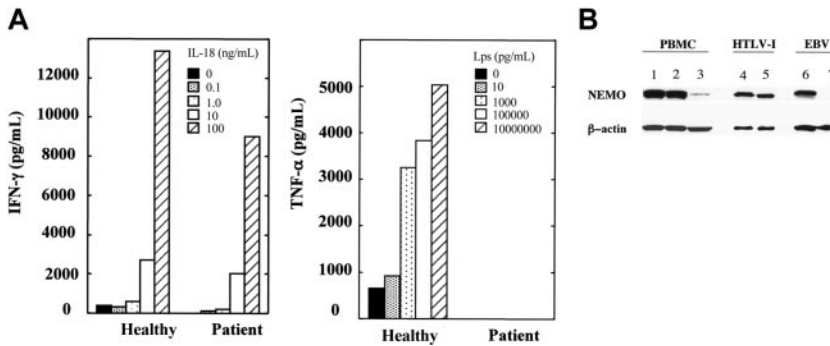 A
IL-18 (ng/mL)
0
0.1
1.0
10
100
IFN-γ (pg/mL)
12000
10000
8000
6000
4000
2000
0
Healthy Patient
Lps (pg/mL)
0
10
1000
100000
10000000
TNF-α (pg/mL)
6000
5000
4000
3000
2000
1000
0
Healthy Patient
B
PBMC HTLV-I EBV
1 2 3 4 5 6
NEMO
β-actin